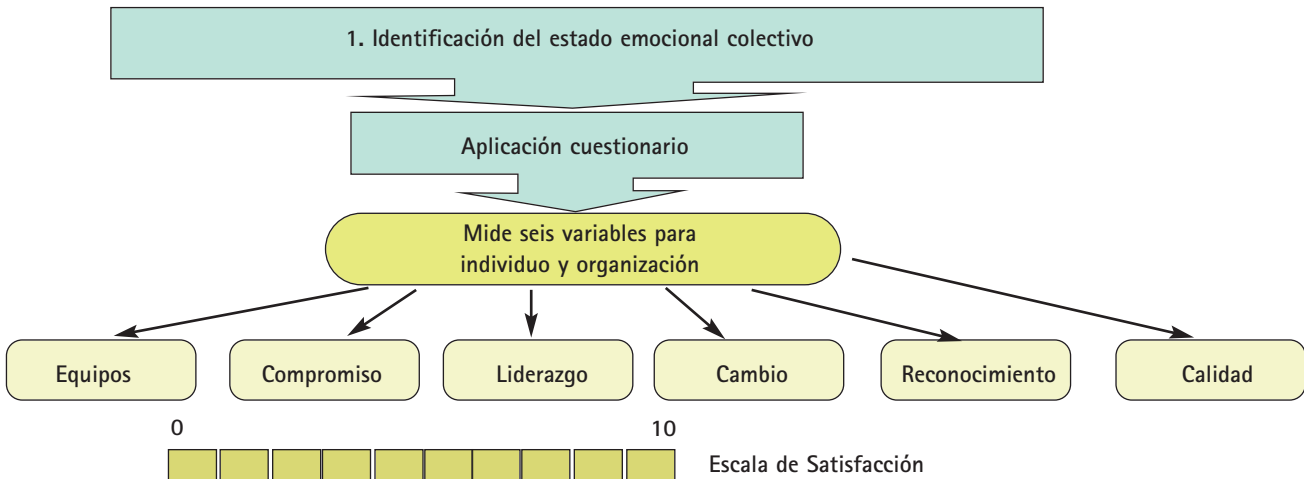 1. Identificación del estado emocional colectivo
Aplicación cuestionario
Mide seis variables para
individuo y organización
Equipos
Compromiso
Liderazgo
Cambio
Reconocimiento
Calidad
0
10
Escala de Satisfacción